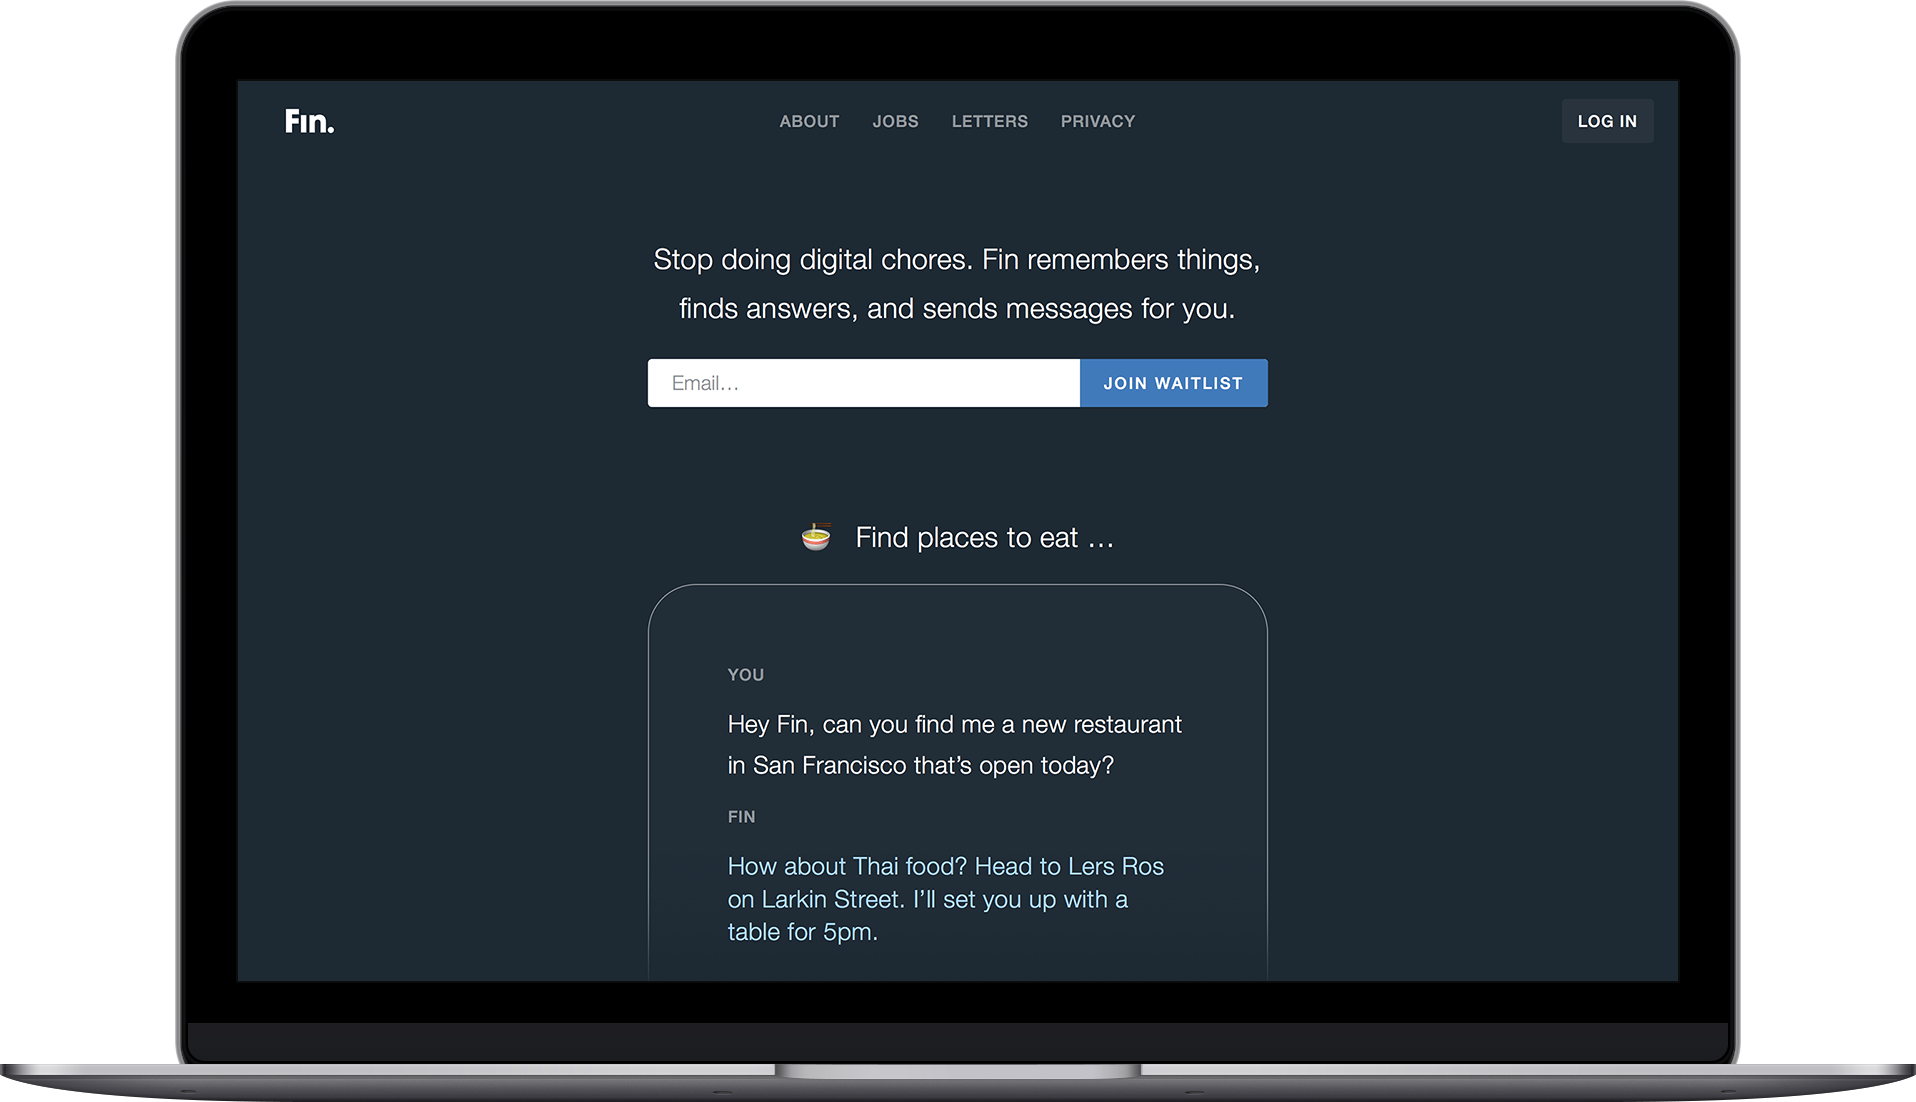 Fin.
ABOUT JOBS LETTERS PRIVACY
LOG IN
Stop doing digital chores. Fin remembers things,
finds answers, and sends messages for you.
Email…
JOIN WAITLIST
Find places to eat …
YOU
Hey Fin, can you find me a new restaurant
in San Francisco that’s open today?
FIN
How about Thai food? Head to Lers Ros
on Larkin Street. I’ll set you up with a
table for 5pm.